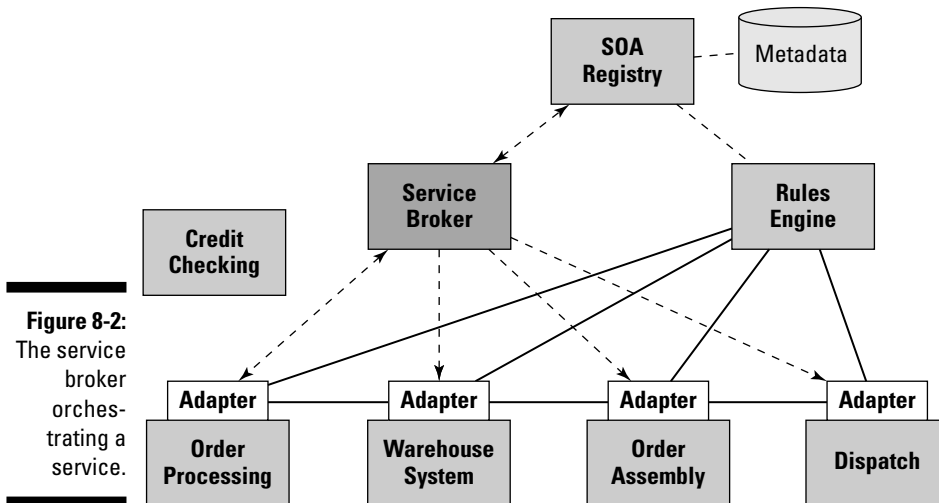 SOA
Registry
Metadata
Service
Broker
Rules
Engine
Credit
Checking
Figure 8-2:
The service
broker
orches-
trating a
service.
Adapter
Adapter
Adapter
Adapter
Order
Processing
Warehouse
System
Order
Assembly
Dispatch